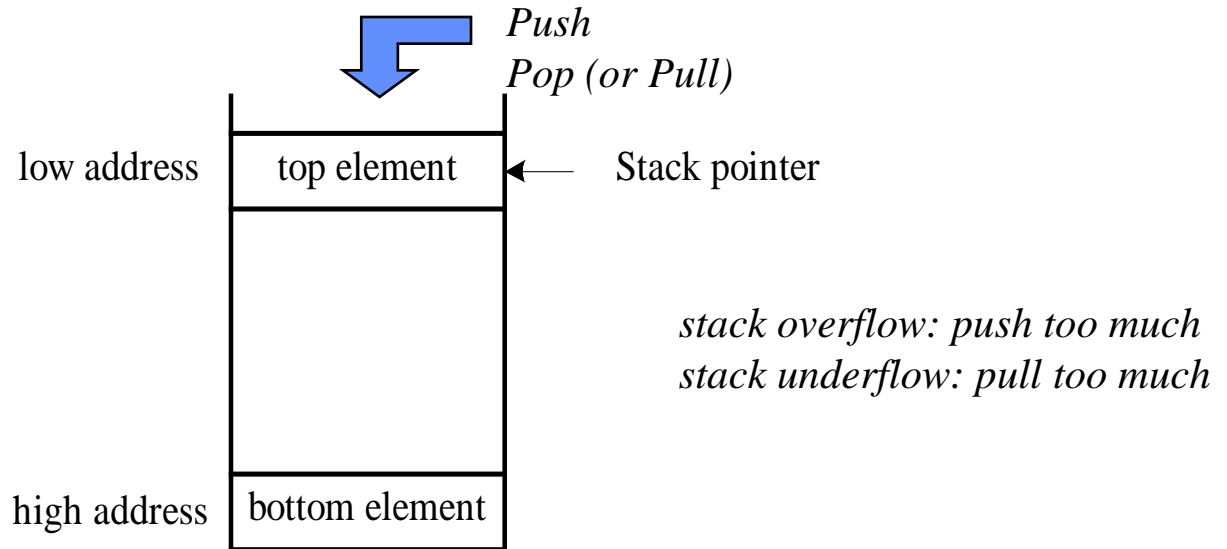 Push
Pop (or Pull)
low address
top element
Stack pointer
stack overflow: push too much
stack underflow: pull too much
high address
bottom element